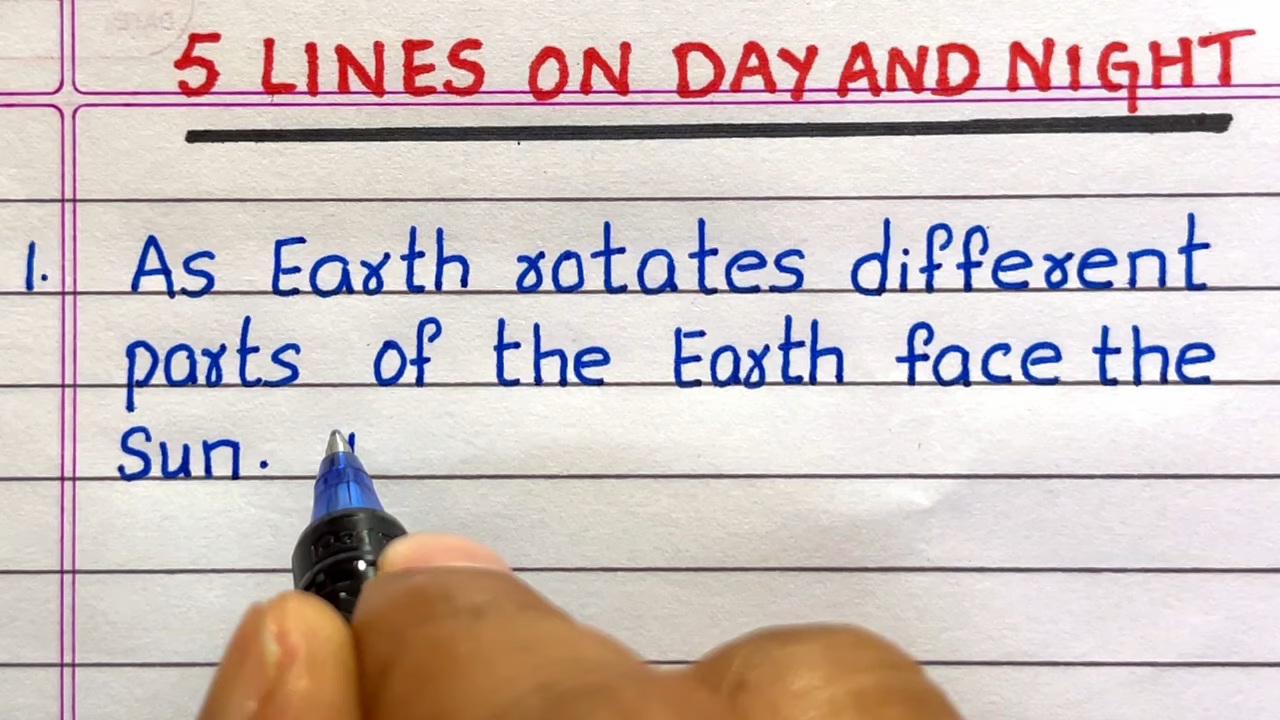 5 LINES ON DAY AND NIGHT
1. As Earth rotates different
parts of the Earth face the
Sun.